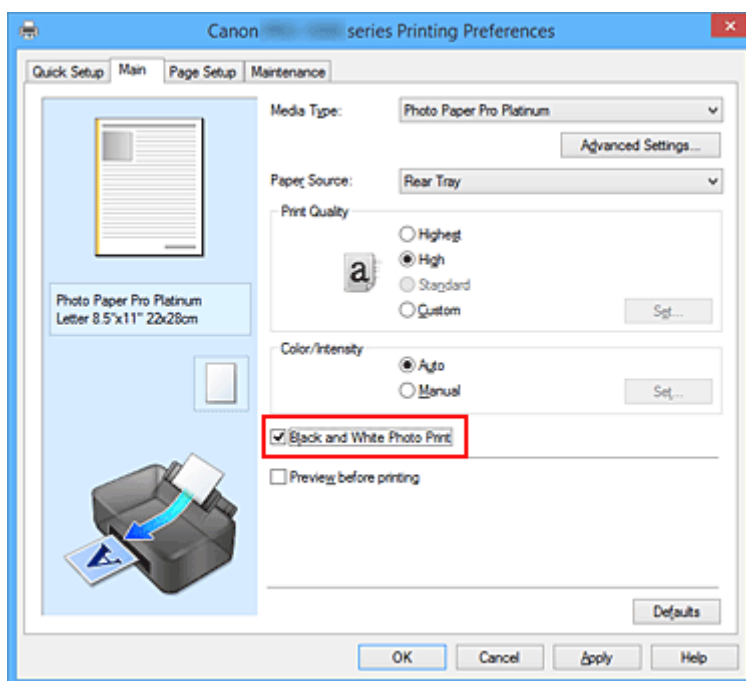 Canon series Printing Preferences
Quick Setup Main Page Setup Maintenance
Media Type: Photo Paper Pro Platinum
Advanced Settings...
Paper Source: Rear Tray
Print Quality
Highest
a High
Standard
Photo Paper Pro Platinum
Letter 8.5"x11" 22x28cm
Custom Set...
Color/Intensity
Auto
Manual Set...
Black and White Photo Print
Preview before printing
A
Defaults
OK Cancel Apply Help